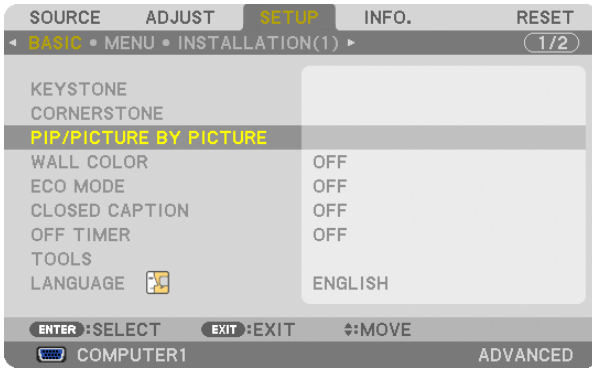 SOURCE ADJUST SETUP INFO. RESET
◄ BASIC • MENU • INSTALLATION(1) ► 1/2
KEYSTONE
CORNERSTONE
PIP/PICTURE BY PICTURE
WALL COLOR OFF
ECO MODE OFF
CLOSED CAPTION OFF
OFF TIMER OFF
TOOLS
LANGUAGE ENGLISH
ENTER :SELECT EXIT :EXIT ♦:MOVE
COMPUTER1 ADVANCED